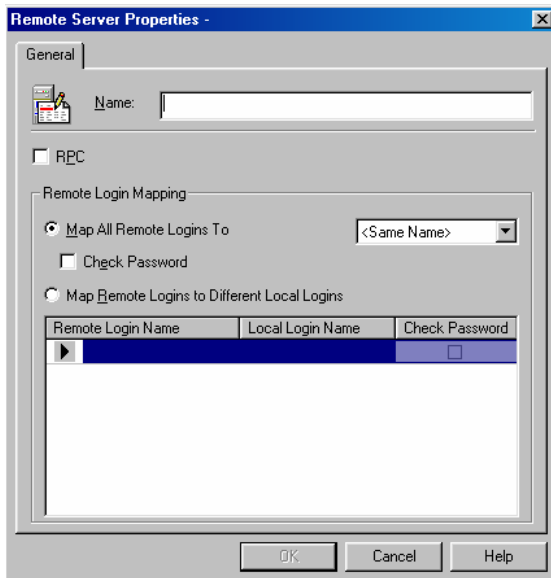 Remote Server Properties -
General
Name:
RPC
Remote Login Mapping
Map All Remote Logins To
<Same Name>
Check Password
Map Remote Logins to Different Local Logins
Remote Login Name Local Login Name Check Password
OK Cancel Help